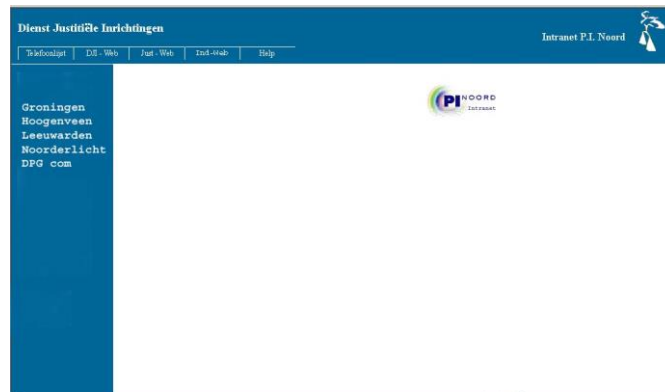 Dienst Justitiële Inrichtingen
Intranet P.I. Noord
Telefoonlijst DJI - Web Just - Web Ind -Web Help
PI NOORD
Intranet
Groningen
Hoogenveen
Leeuwarden
Noorderlicht
DPG com